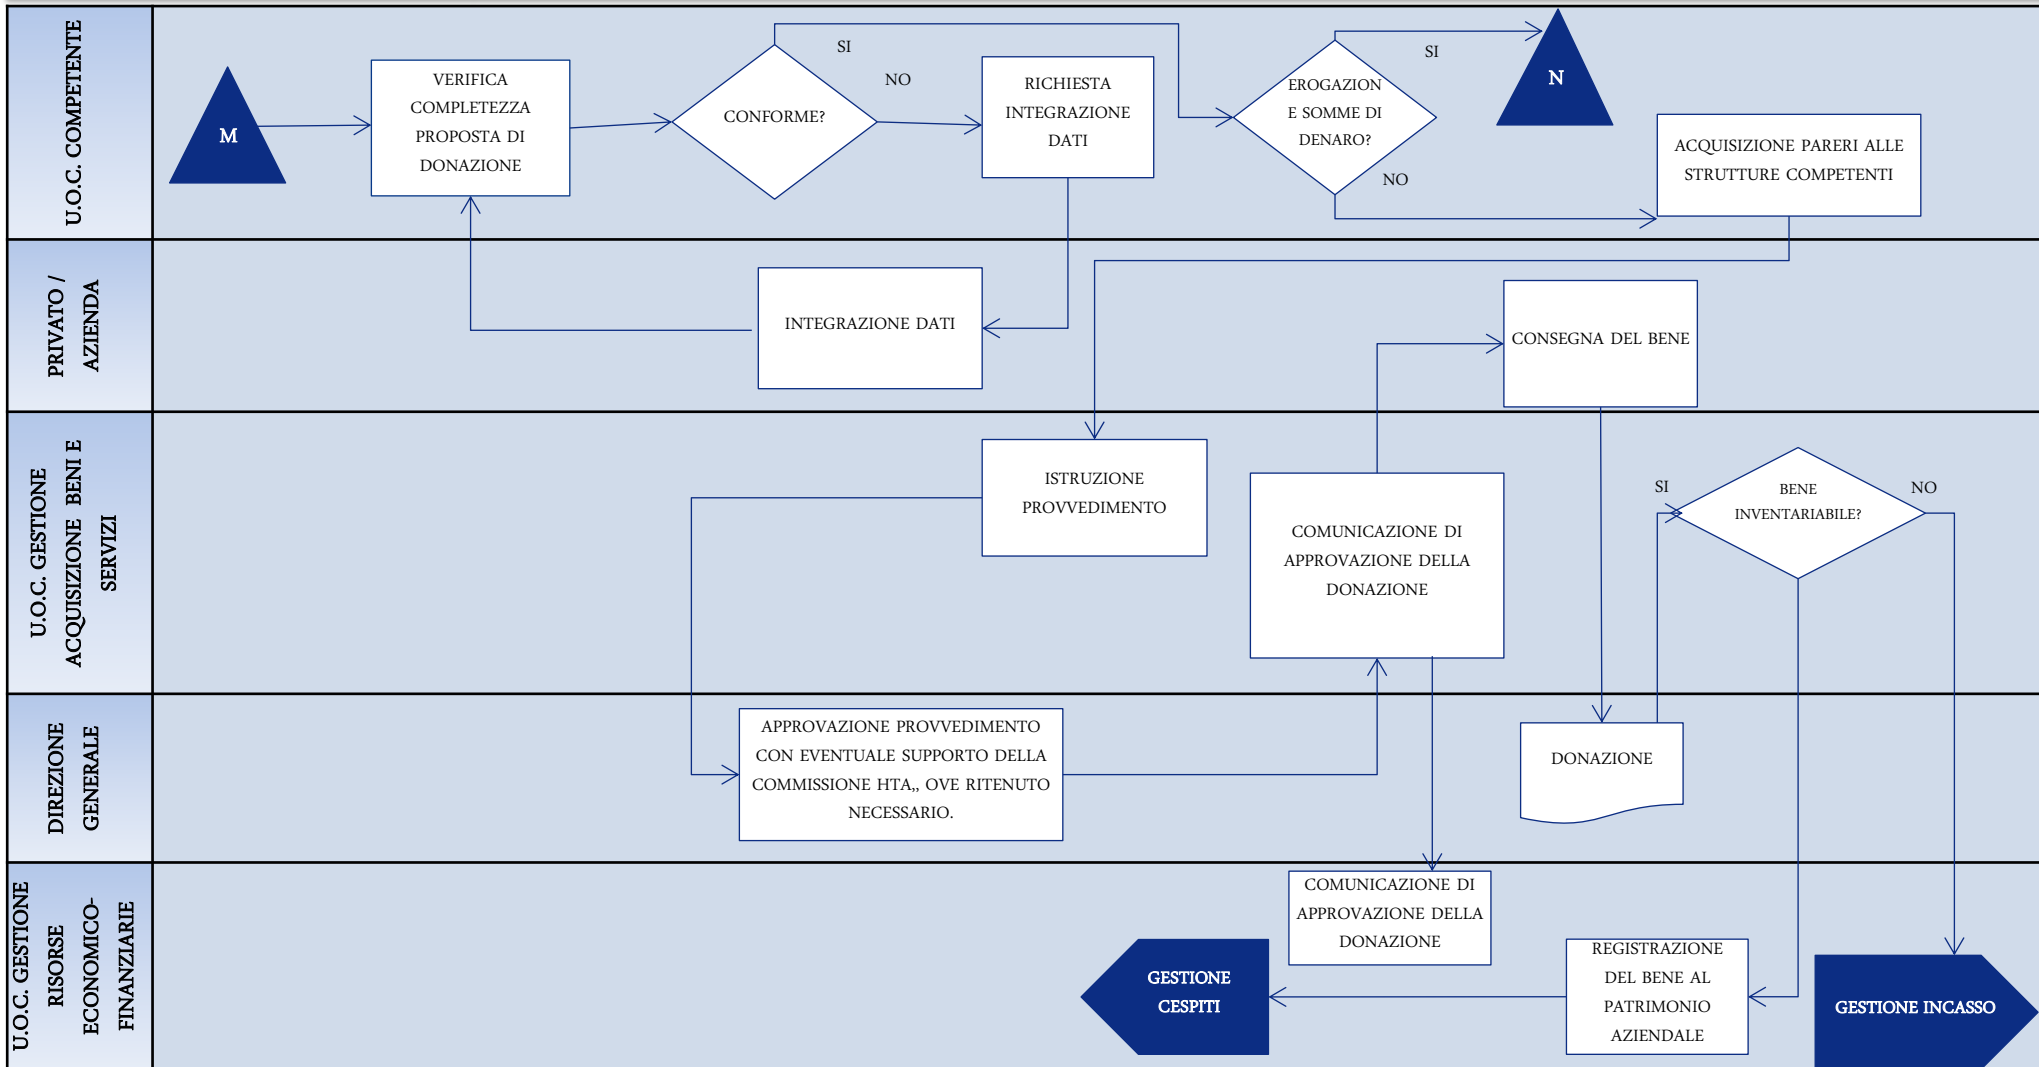 U.O.C. COMPETENTE
M
VERIFICA
COMPLETEZZA
PROPOSTA DI
DONAZIONE
CONFORME?
SI
NO
RICHIESTA
INTEGRAZIONE
DATI
EROGAZION
E SOMME DI
DENARO?
SI
NO
N
ACQUISIZIONE PARERI ALLE
STRUTTURE COMPETENTI
PRIVATO /
AZIENDA
INTEGRAZIONE DATI
CONSEGNA DEL BENE
U.O.C. GESTIONE
ACQUISIZIONE BENI E
SERVIZI
ISTRUZIONE
PROVVEDIMENTO
COMUNICAZIONE DI
APPROVAZIONE DELLA
DONAZIONE
SI
BENE
INVENTARIABILE?
NO
DIREZIONE
GENERALE
APPROVAZIONE PROVVEDIMENTO
CON EVENTUALE SUPPORTO DELLA
COMMISSIONE HTA,, OVE RITENUTO
NECESSARIO.
DONAZIONE
U.O.C. GESTIONE
RISORSE
ECONOMICO-
FINANZIARIE
COMUNICAZIONE DI
APPROVAZIONE DELLA
DONAZIONE
GESTIONE
CESPITI
REGISTRAZIONE
DEL BENE AL
PATRIMONIO
AZIENDALE
GESTIONE INCASSO